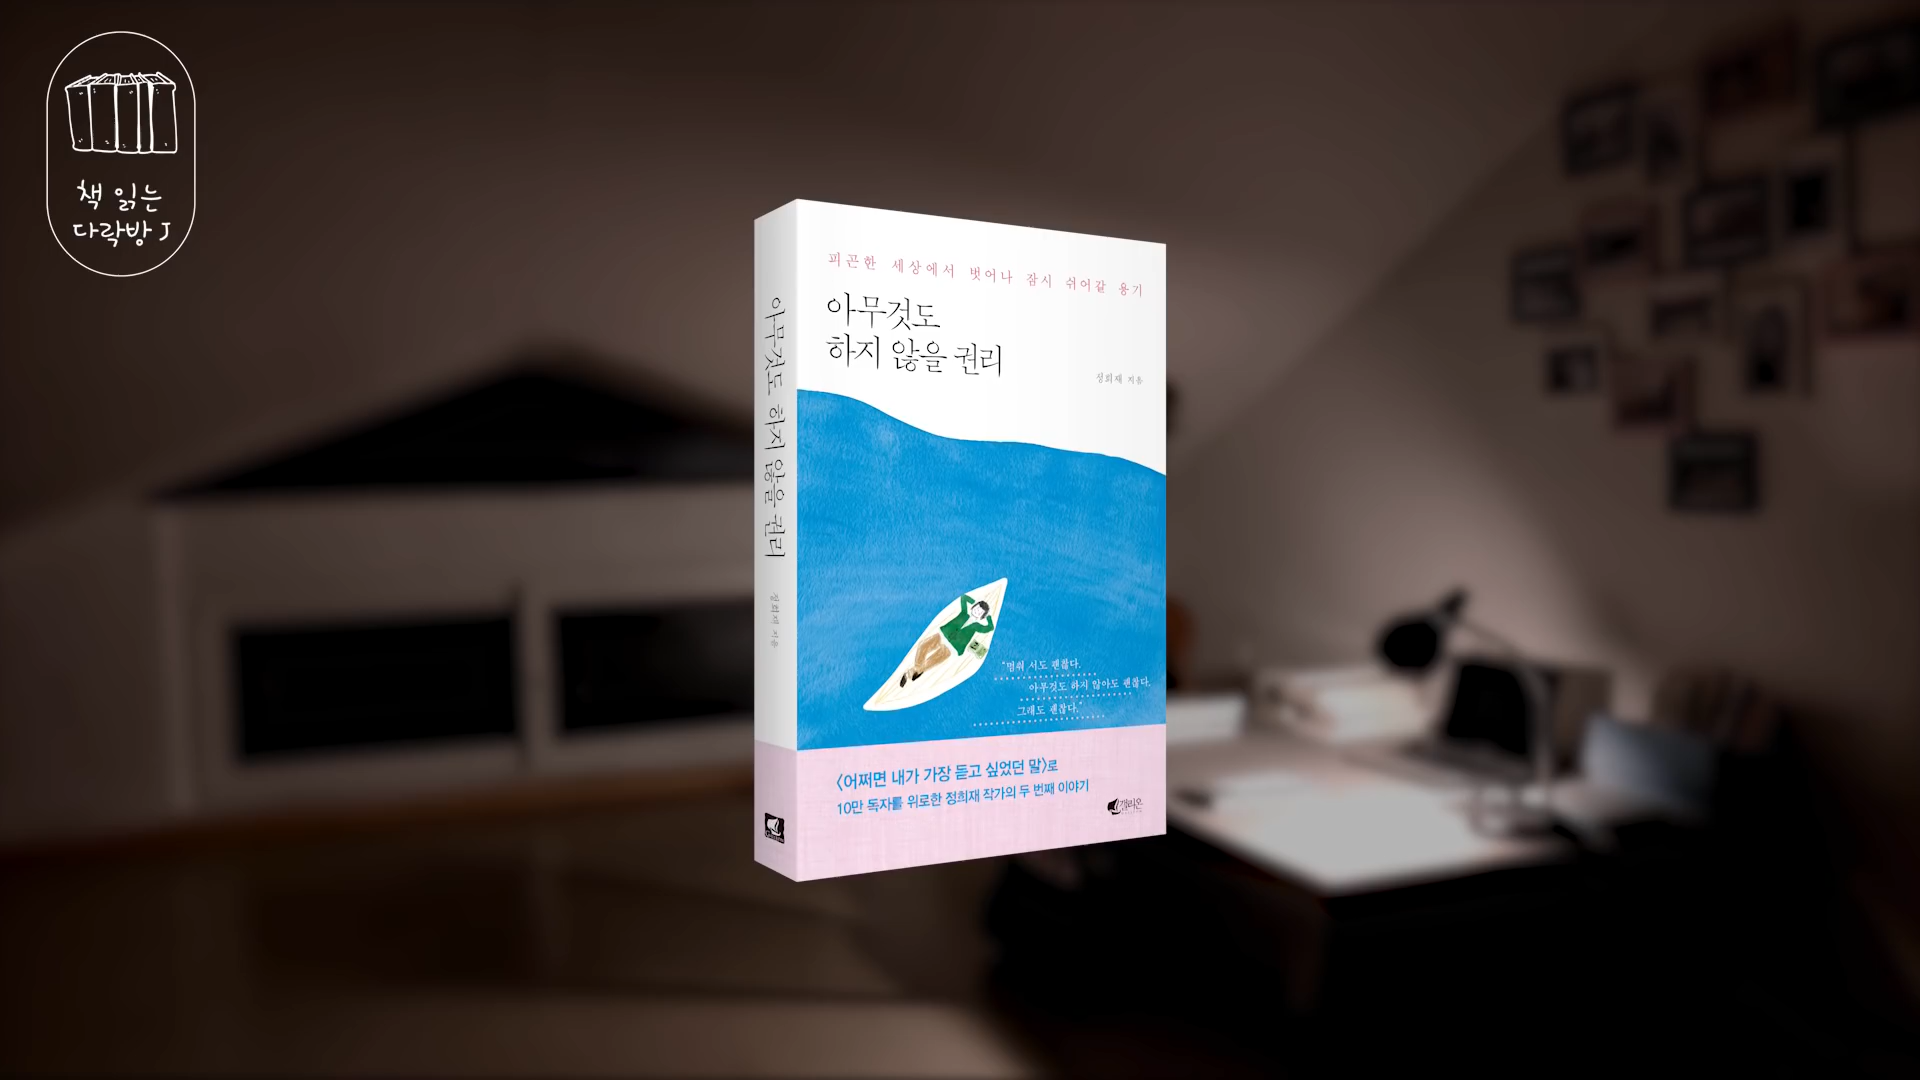 책 읽는
다락방 J
피곤한 세상에서 벗어나 잠시 쉬어갈 용기
아무것도
하지 않을 권리
정희재 지음
"멈춰 서도 괜찮다.
아무것도 하지 않아도 괜찮다.
그래도 괜찮다."
〈어쩌면 내가 가장 듣고 싶었던 말〉로
10만 독자를 위로한 정희재 작가의 두 번째 이야기
갤리온
아무것도 하지 않을 권리
정희재 지음